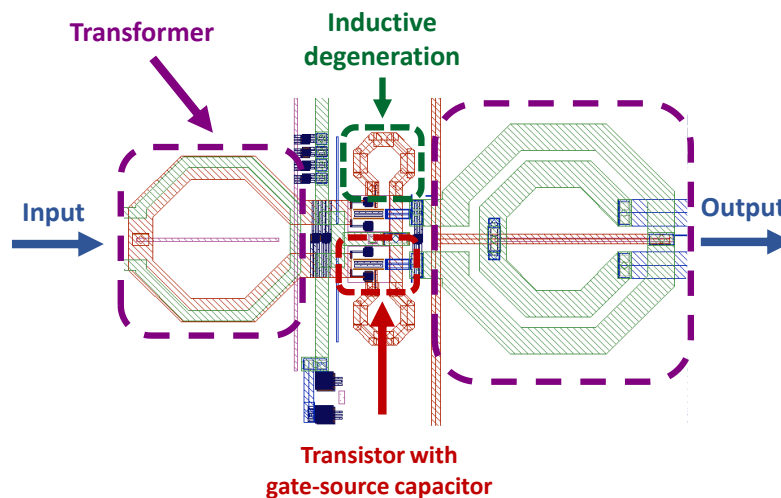 Inductive
degeneration
Transformer
Input
Output
Transistor with
gate-source capacitor